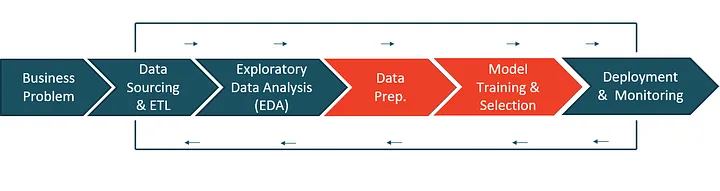 Business
Problem
Data
Sourcing
& ETL
Exploratory
Data Analysis
(EDA)
Data
Prep.
Model
Training &
Selection
Deployment
& Monitoring